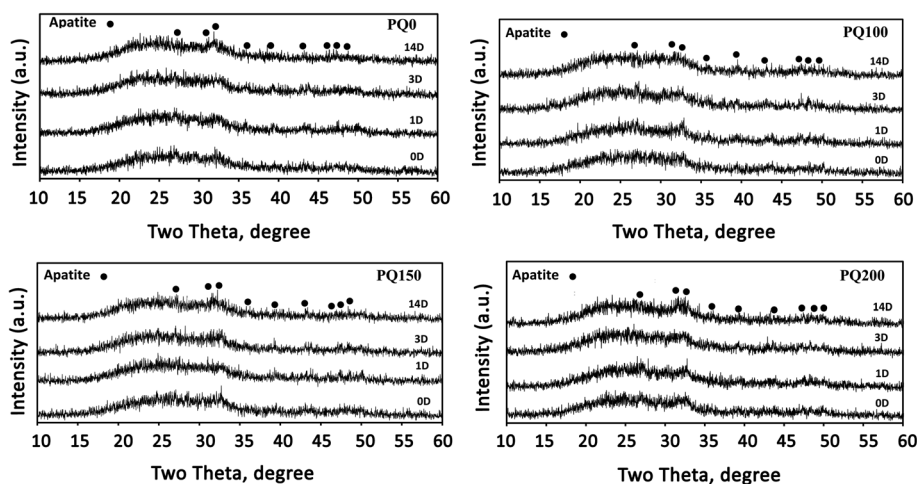 Apatite ● PQ0
Intensity (a.u.)
14D
3D
1D
0D
10 15 20 25 30 35 40 45 50 55 60
Two Theta, degree
Apatite ● PQ100
Intensity (a.u.)
14D
3D
1D
0D
10 15 20 25 30 35 40 45 50 55 60
Two Theta, degree
Apatite ● PQ150
Intensity (a.u.)
14D
3D
1D
0D
10 15 20 25 30 35 40 45 50 55 60
Two Theta, degree
Apatite ● PQ200
Intensity (a.u.)
14D
3D
1D
0D
10 15 20 25 30 35 40 45 50 55 60
Two Theta, degree